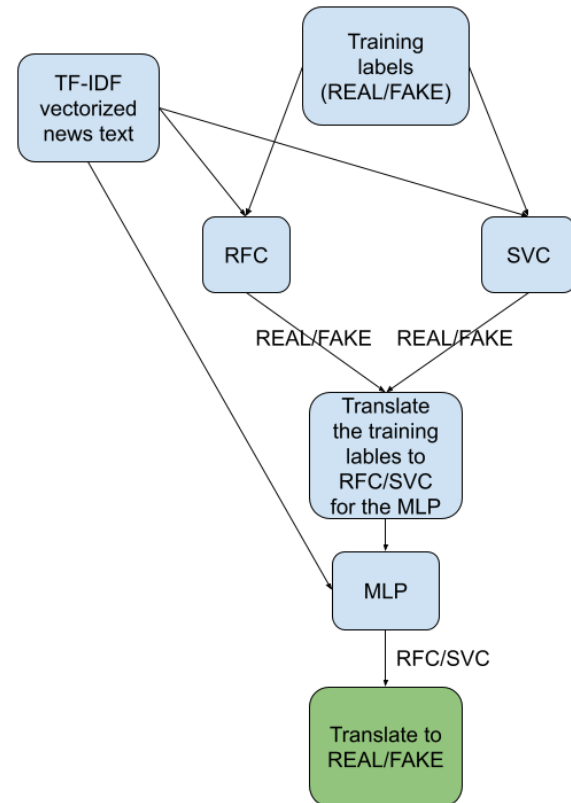 Training
labels
(REAL/FAKE)
TF-IDF
vectorized
news text
RFC
SVC
REAL/FAKE
REAL/FAKE
Translate
the training
lables to
RFC/SVC
for the MLP
MLP
RFC/SVC
Translate to
REAL/FAKE